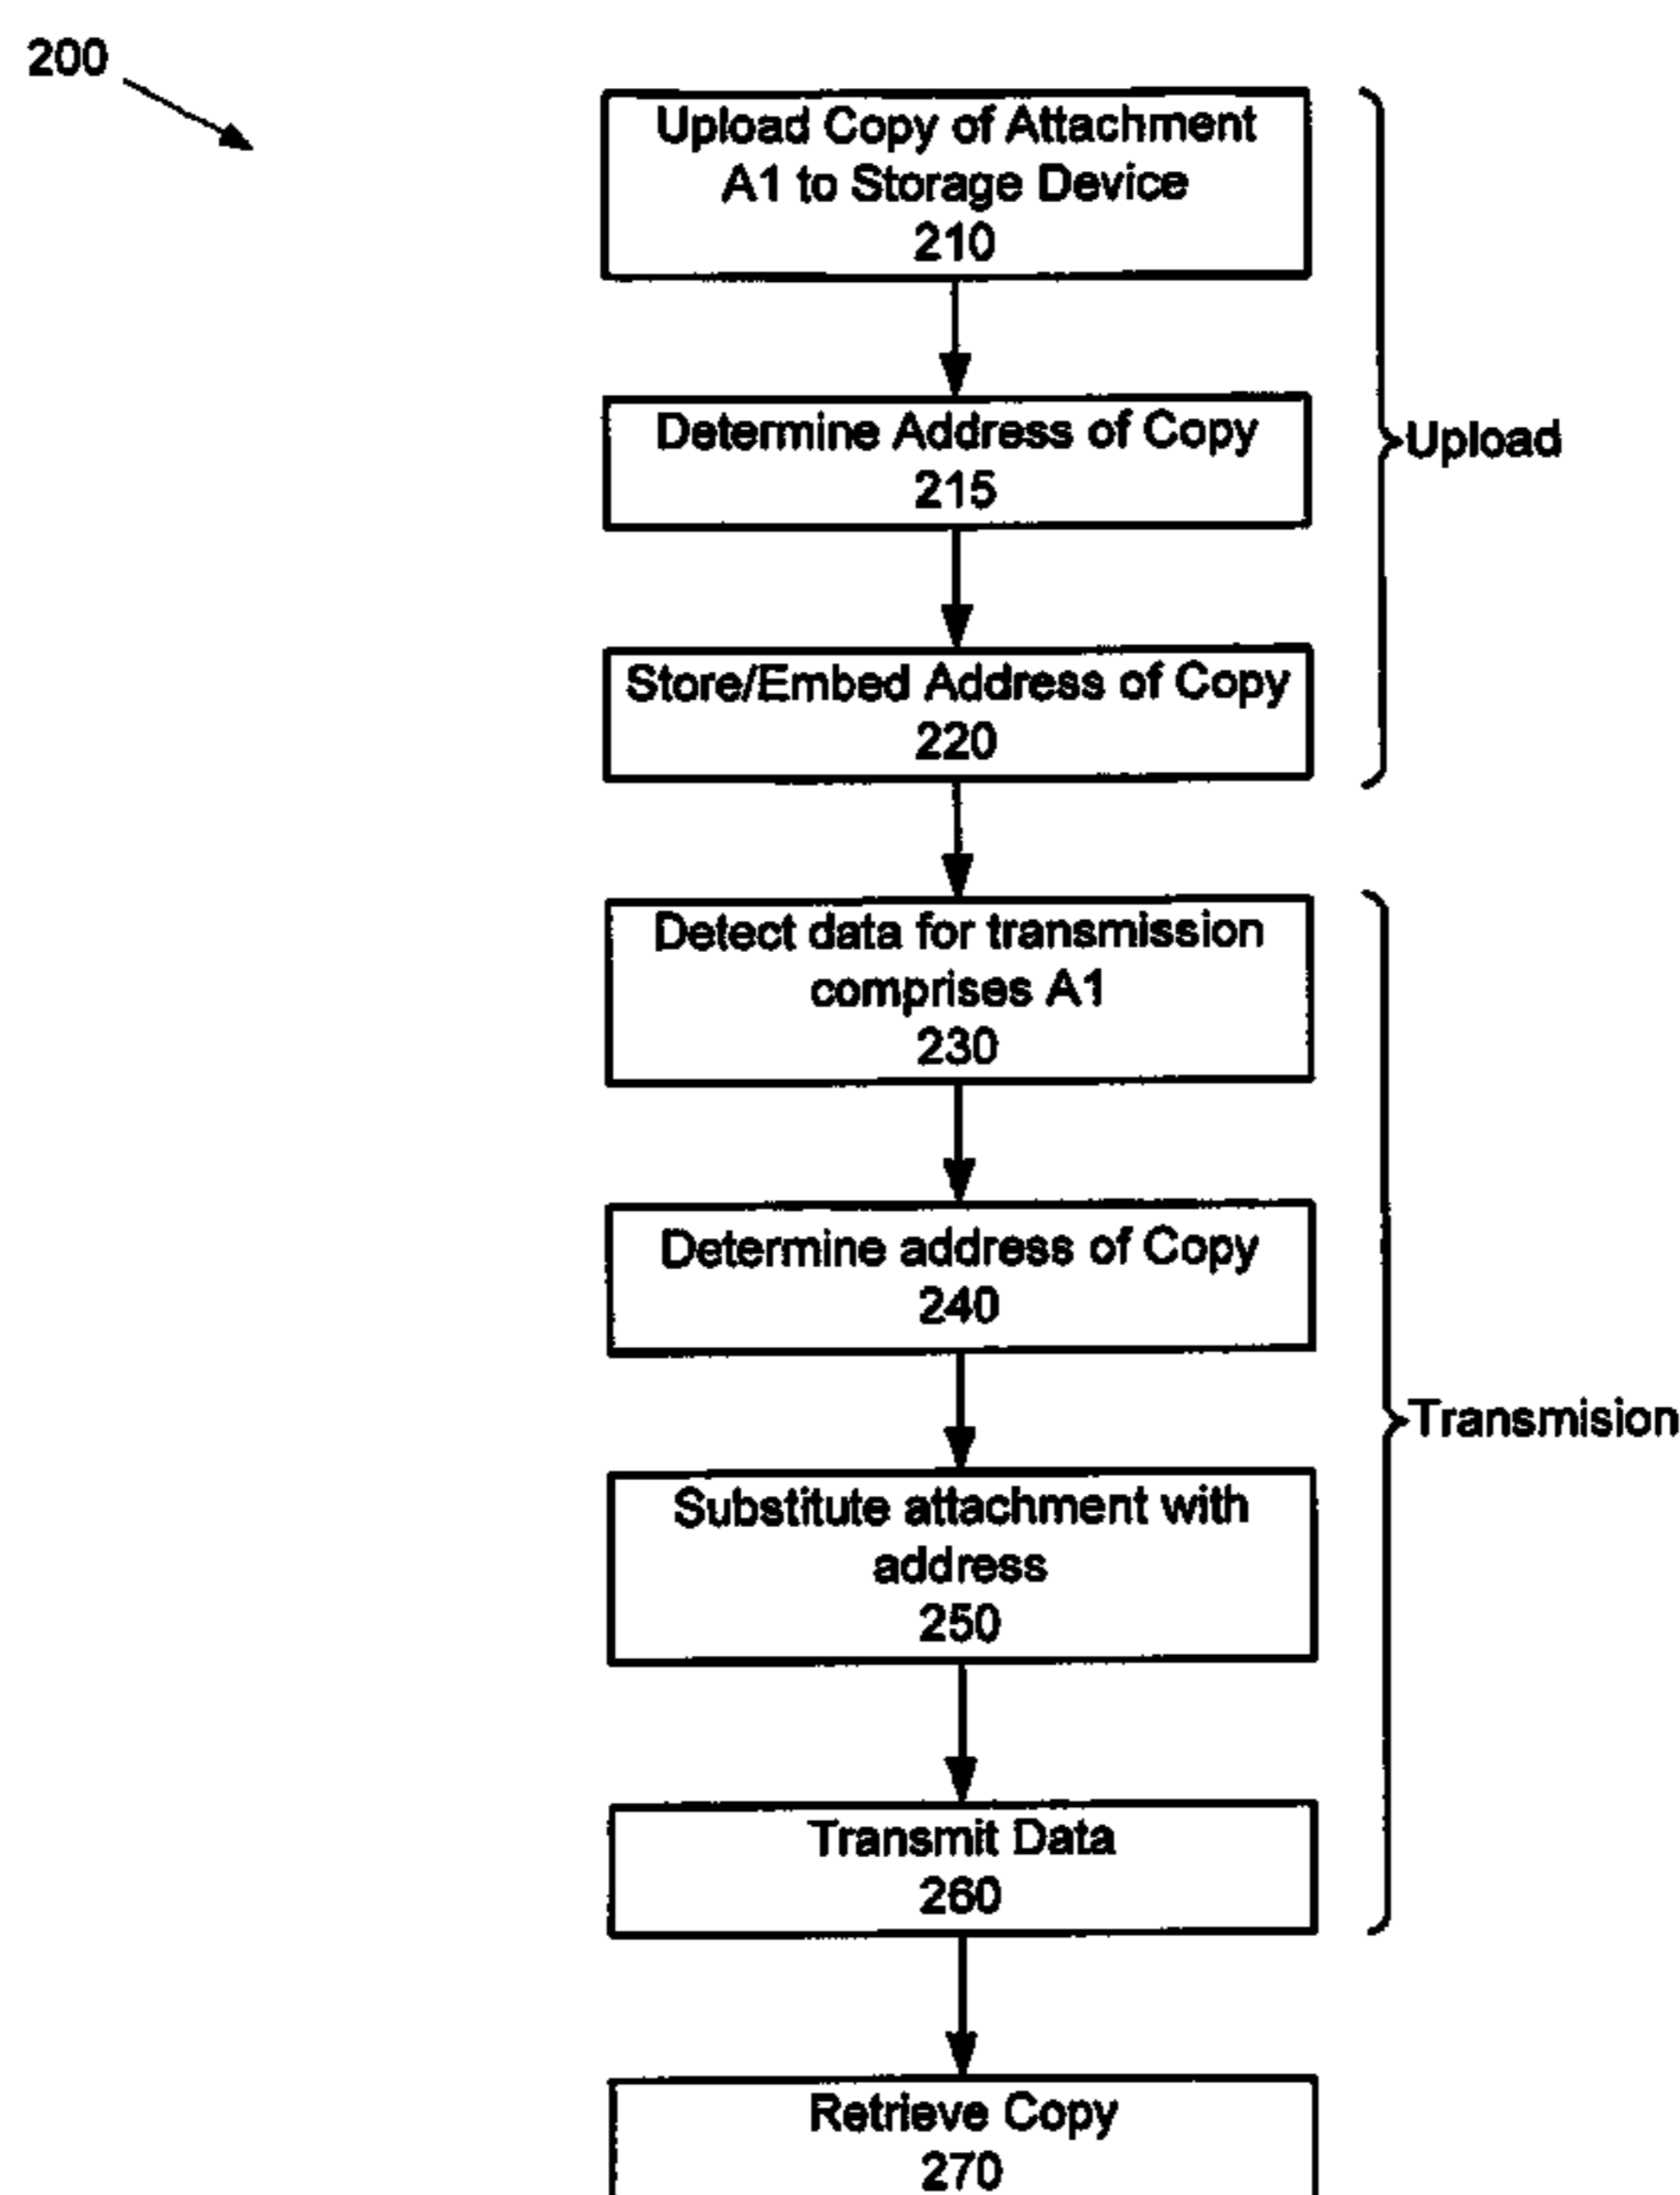 200
Upload Copy of Attachment
A1 to Storage Device
210
Determine Address of Copy
215
Store/Embed Address of Copy
220
Upload
Detect data for transmission
comprises A1
230
Determine address of Copy
240
Substitute attachment with
address
250
Transmit Data
260
Transmision
Retrieve Copy
270